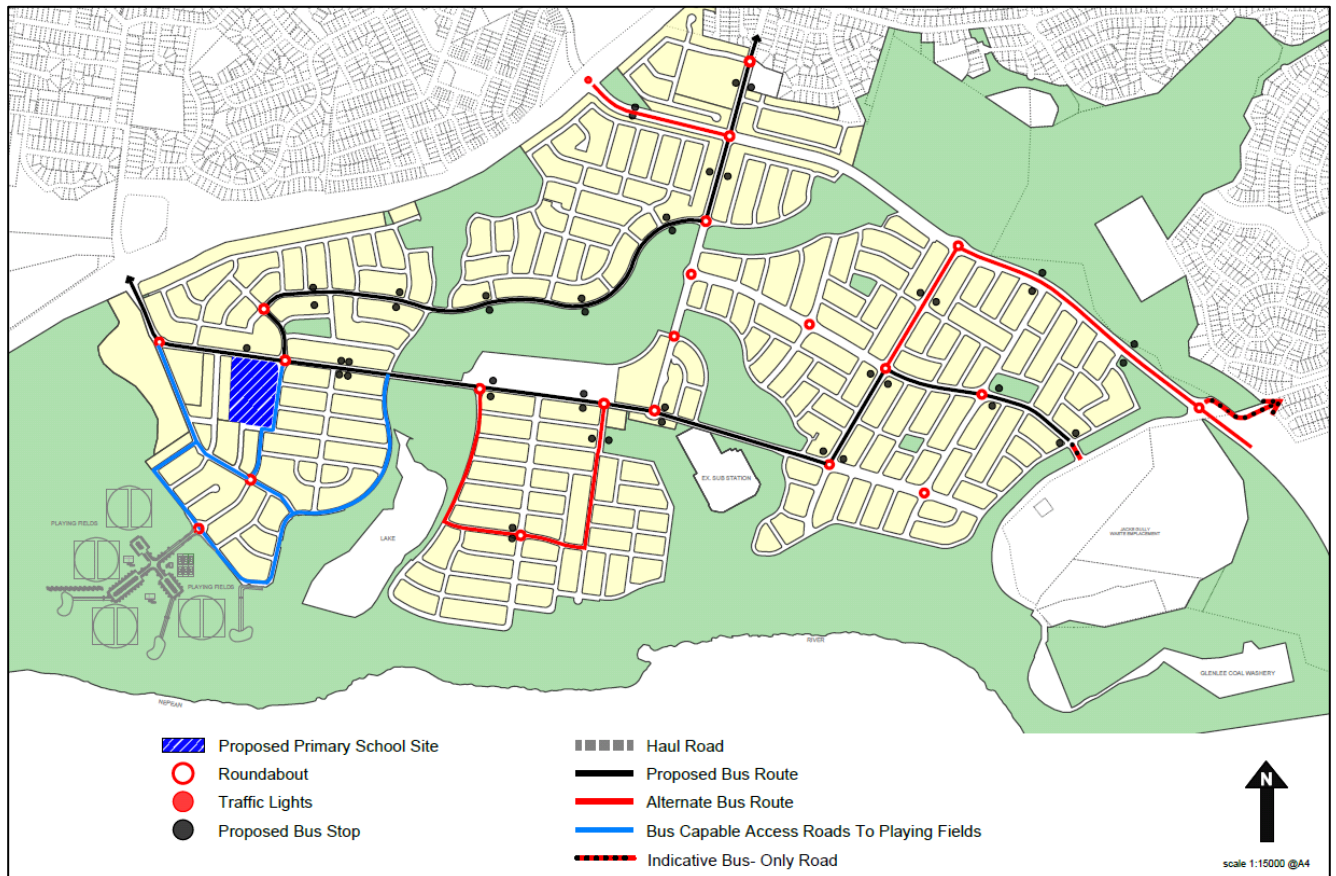 EX. SUB STATION
PLAYING FIELDS
LAKE
PLAYING FIELDS
WASTE EMPLACEMENT
RIVER
GLENLEE COAL WASHERY
NEPEAN
Proposed Primary School Site
Roundabout
Traffic Lights
Proposed Bus Stop
Haul Road
Proposed Bus Route
Alternate Bus Route
Bus Capable Access Roads To Playing Fields
Indicative Bus- Only Road
N
scale 1:15000 @A4